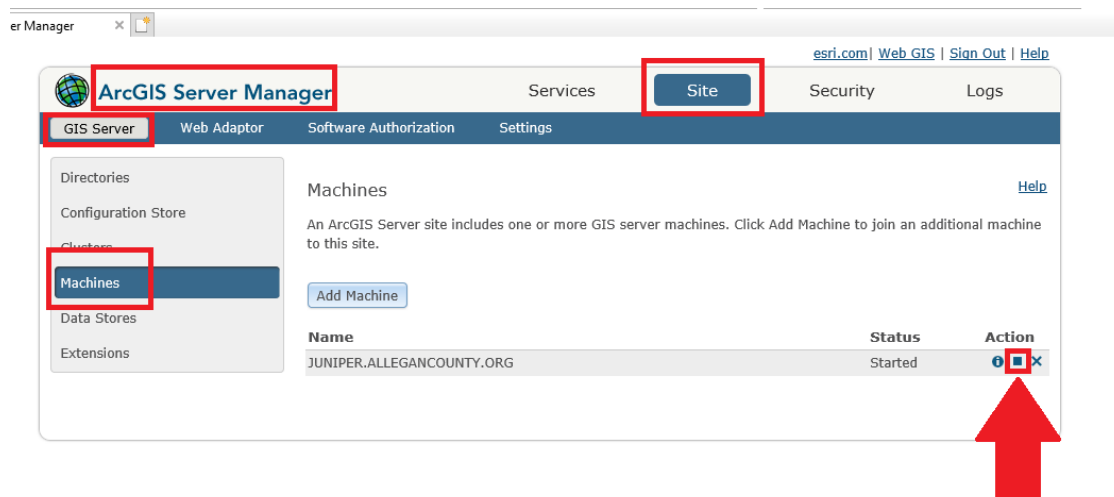 er Manager
esri.com| Web GIS | Sign Out | Help
ArcGIS Server Manager
Services
Site
Security
Logs
GIS Server
Web Adaptor
Software Authorization
Settings
Directories
Configuration Store
Clusters
Machines
Data Stores
Extensions
Machines
Help
An ArcGIS Server site includes one or more GIS server machines. Click Add Machine to join an additional machine
to this site.
Add Machine
Name Status Action
JUNIPER.ALLEGANCOUNTY.ORG Started